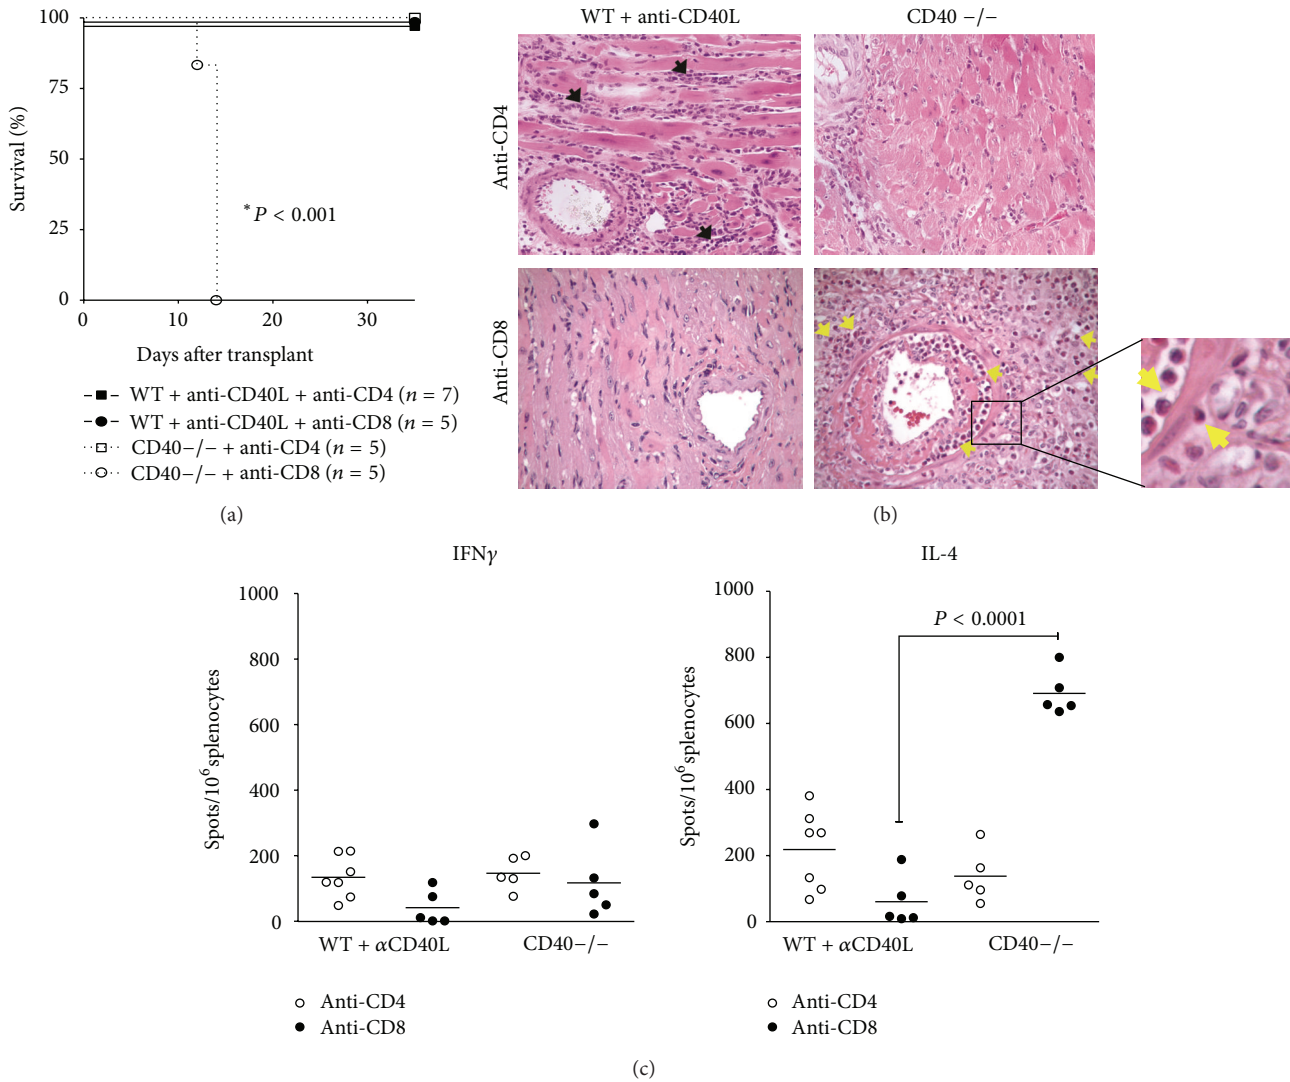 100
75
50
25
0
Survival (%)
*P < 0.001
0
10
20
30
Days after transplant
WT + anti-CD40L + anti-CD4 (n = 7)
WT + anti-CD40L + anti-CD8 (n = 5)
CD40−/− + anti-CD4 (n = 5)
CD40−/− + anti-CD8 (n = 5)
(a)
WT + anti-CD40L
CD40 −/−
Anti-CD4
Anti-CD8
(b)
IFNγ
1000
800
600
400
200
0
Spots/10⁶ splenocytes
WT + αCD40L
CD40−/−
Anti-CD4
Anti-CD8
IL-4
1000
800
600
400
200
0
Spots/10⁶ splenocytes
P < 0.0001
WT + αCD40L
CD40−/−
Anti-CD4
Anti-CD8
(c)